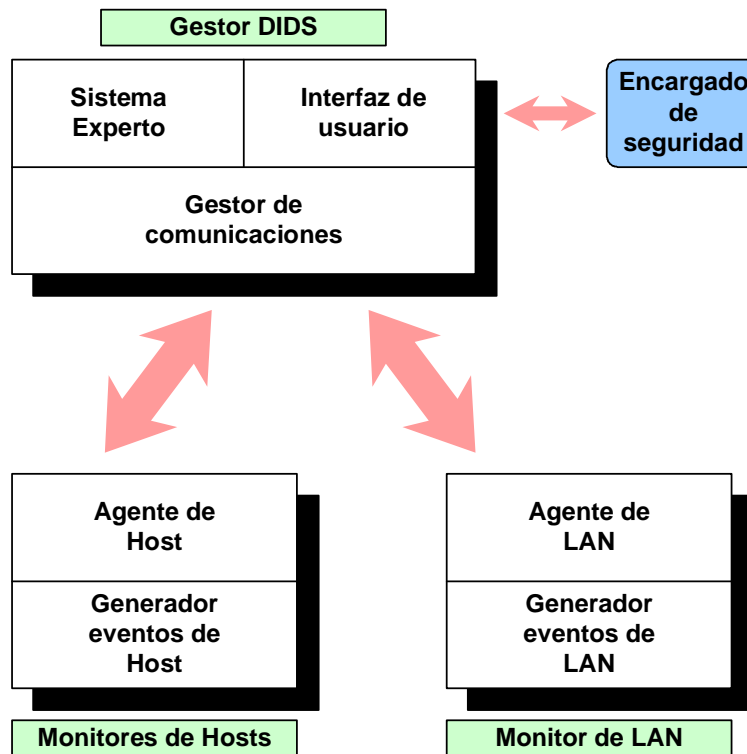 Gestor DIDS
Sistema
Experto
Interfaz de
usuario
Encargado
de
seguridad
Gestor de
comunicaciones
Agente de
Host
Generador
eventos de
Host
Monitores de Hosts
Agente de
LAN
Generador
eventos de
LAN
Monitor de LAN